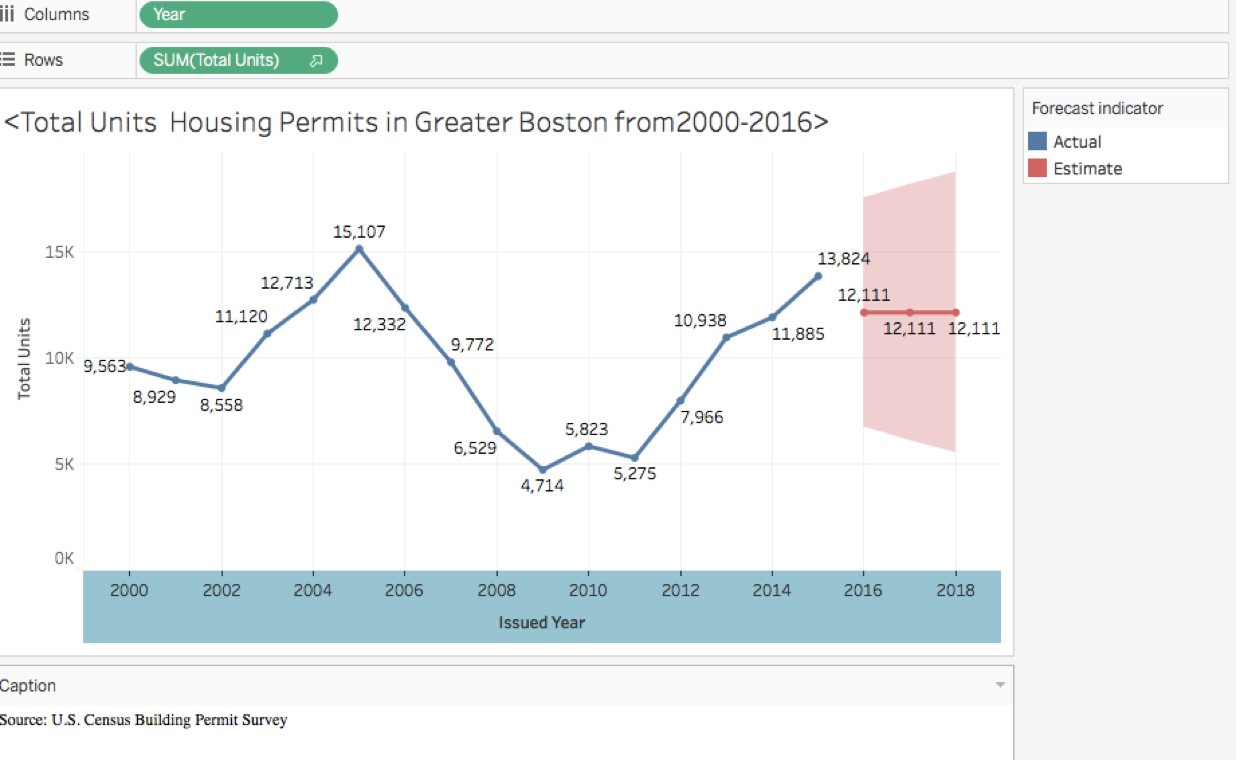 Columns Year
Rows SUM(Total Units)
<Total Units Housing Permits in Greater Boston from2000-2016>
Forecast indicator
Actual
Estimate
Total Units
15K
10K
5K
0K
9,563
8,929
8,558
11,120
12,713
15,107
12,332
9,772
6,529
4,714
5,823
5,275
7,966
10,938
11,885
13,824
12,111
12,111
12,111
2000 2002 2004 2006 2008 2010 2012 2014 2016 2018
Issued Year
Caption
Source: U.S. Census Building Permit Survey